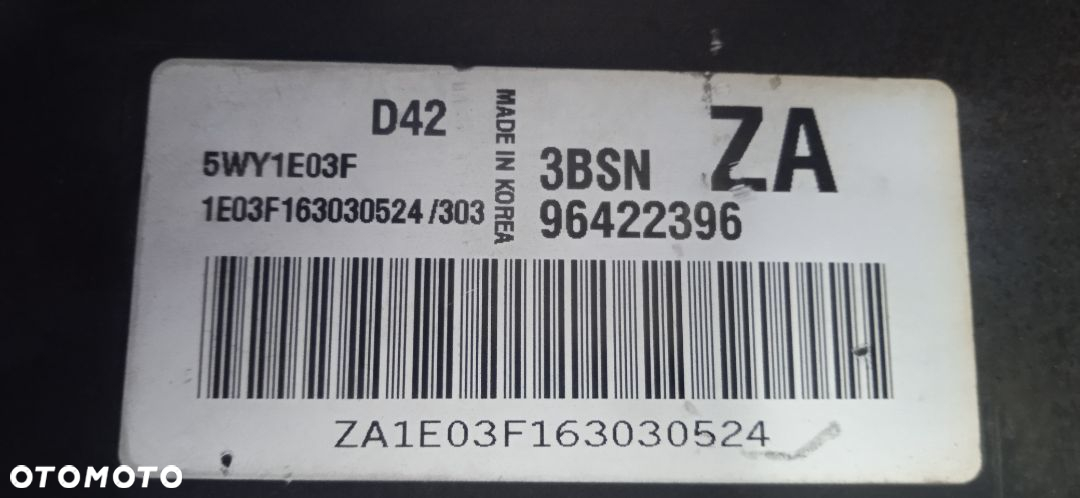 D42
5WY1E03F
1E03F163030524 /303
MADE IN KOREA
3BSN ZA
96422396
ZA1E03F163030524
OTOMOTO